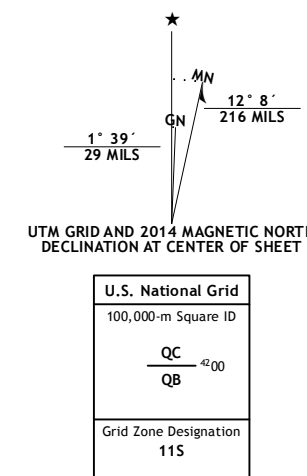 ★
MN
GN
12° 8´
216 MILS
1° 39´
29 MILS
UTM GRID AND 2014 MAGNETIC NORTH
DECLINATION AT CENTER OF SHEET
U.S. National Grid
100,000-m Square ID
QC
4200
QB
Grid Zone Designation
11S